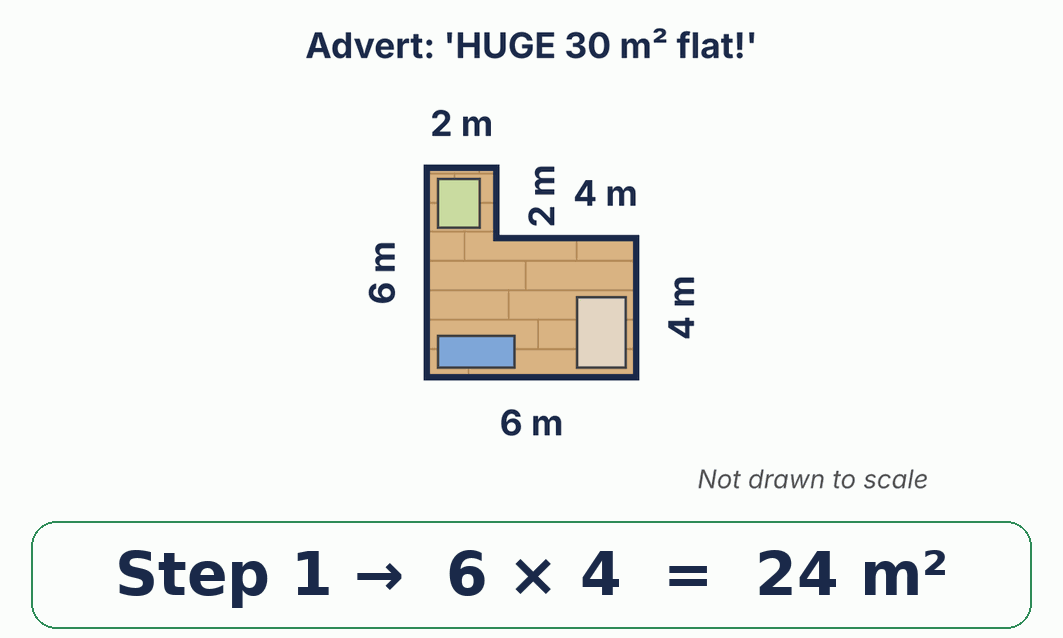 Advert: 'HUGE 30 m² flat!'
2 m
2 m
4 m
6 m
4 m
6 m
Not drawn to scale
Step 1 → 6 × 4 = 24 m²